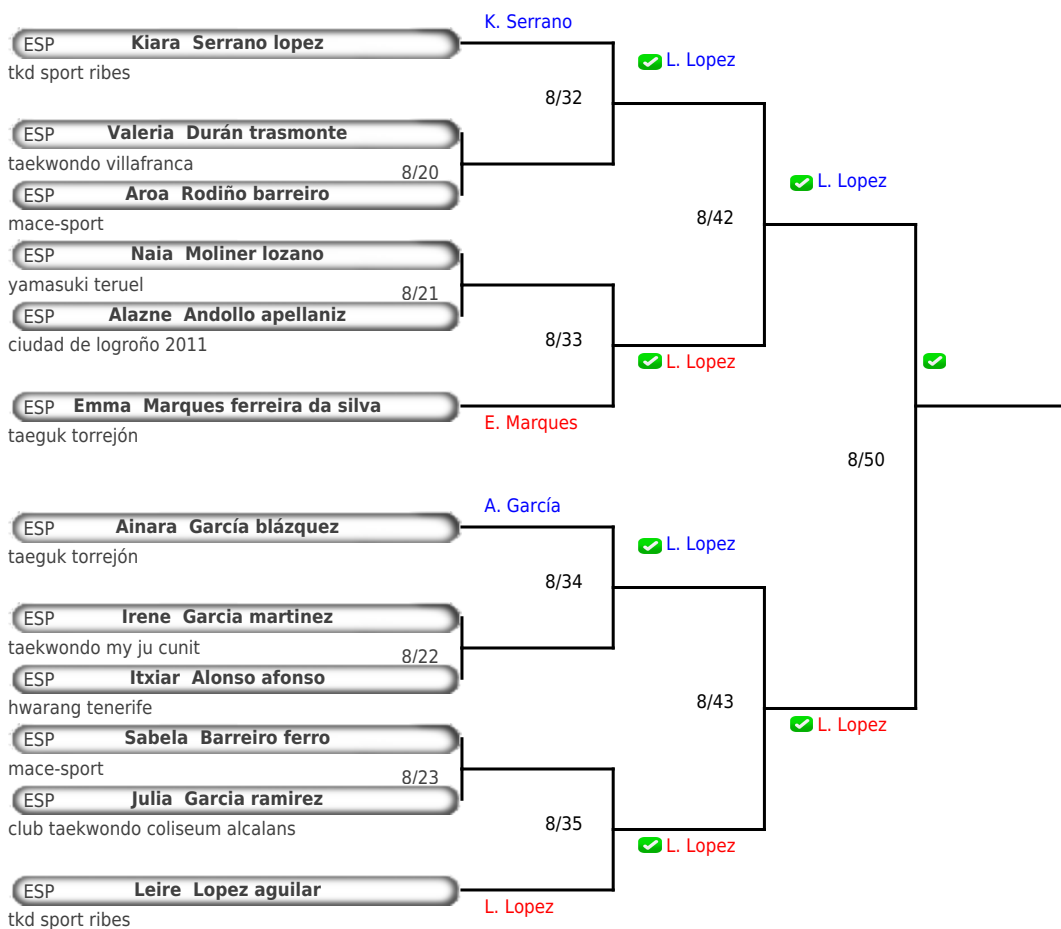 K. Serrano
ESP Kiara Serrano lopez
tkd sport ribes
L. Lopez
8/32
ESP Valeria Durán trasmonte
taekwondo villafranca
8/20
ESP Aroa Rodiño barreiro
mace-sport
L. Lopez
8/42
ESP Naia Moliner lozano
yamasuki teruel
8/21
ESP Alazne Andollo apellaniz
ciudad de logroño 2011
8/33
L. Lopez
ESP Emma Marques ferreira da silva
taeguk torrejón
E. Marques
8/50
A. García
ESP Ainara García blázquez
taeguk torrejón
L. Lopez
8/34
ESP Irene Garcia martinez
taekwondo my ju cunit
8/22
ESP Itxiar Alonso afonso
hwarang tenerife
8/43
L. Lopez
ESP Sabela Barreiro ferro
mace-sport
8/23
ESP Julia Garcia ramirez
club taekwondo coliseum alcalans
8/35
L. Lopez
ESP Leire Lopez aguilar
tkd sport ribes
L. Lopez